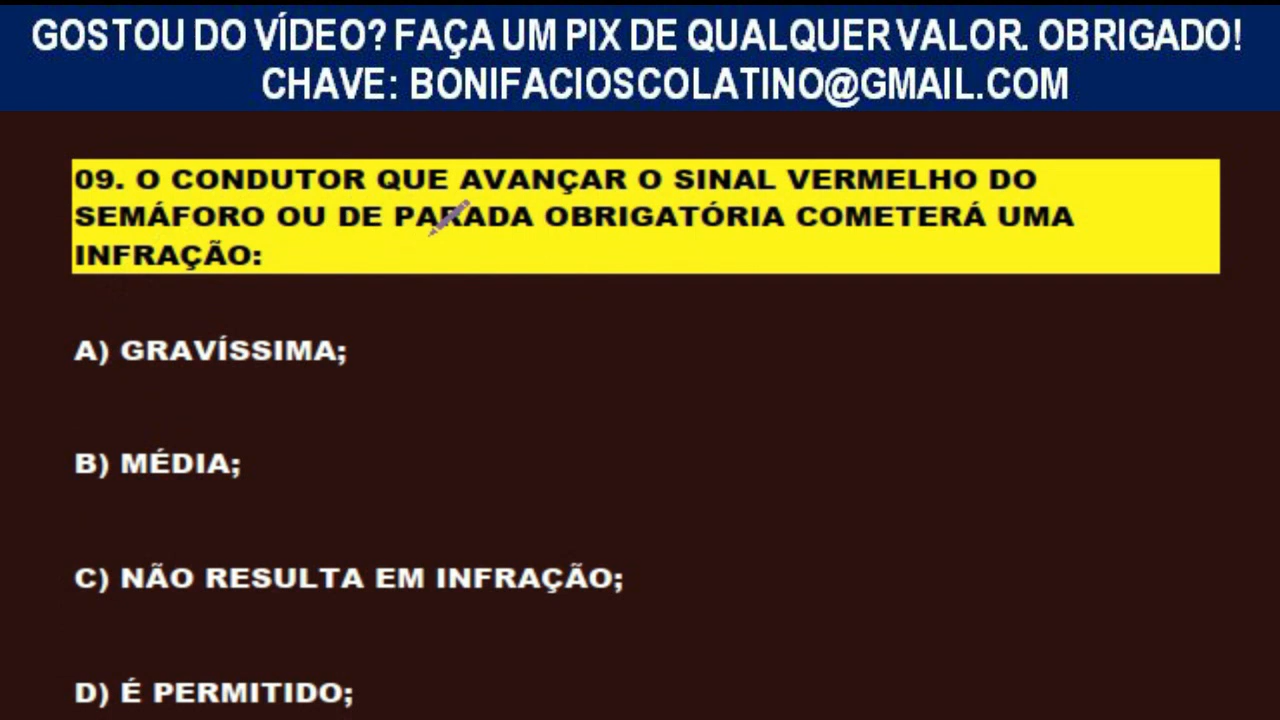 GOSTOU DO VÍDEO? FAÇA UM PIX DE QUALQUER VALOR. OBRIGADO!
CHAVE: BONIFACIOSCOLATINO@GMAIL.COM
09. O CONDUTOR QUE AVANÇAR O SINAL VERMELHO DO
SEMÁFORO OU DE PARADA OBRIGATÓRIA COMETERÁ UMA
INFRAÇÃO:
A) GRAVÍSSIMA;
B) MÉDIA;
C) NÃO RESULTA EM INFRAÇÃO;
D) É PERMITIDO;